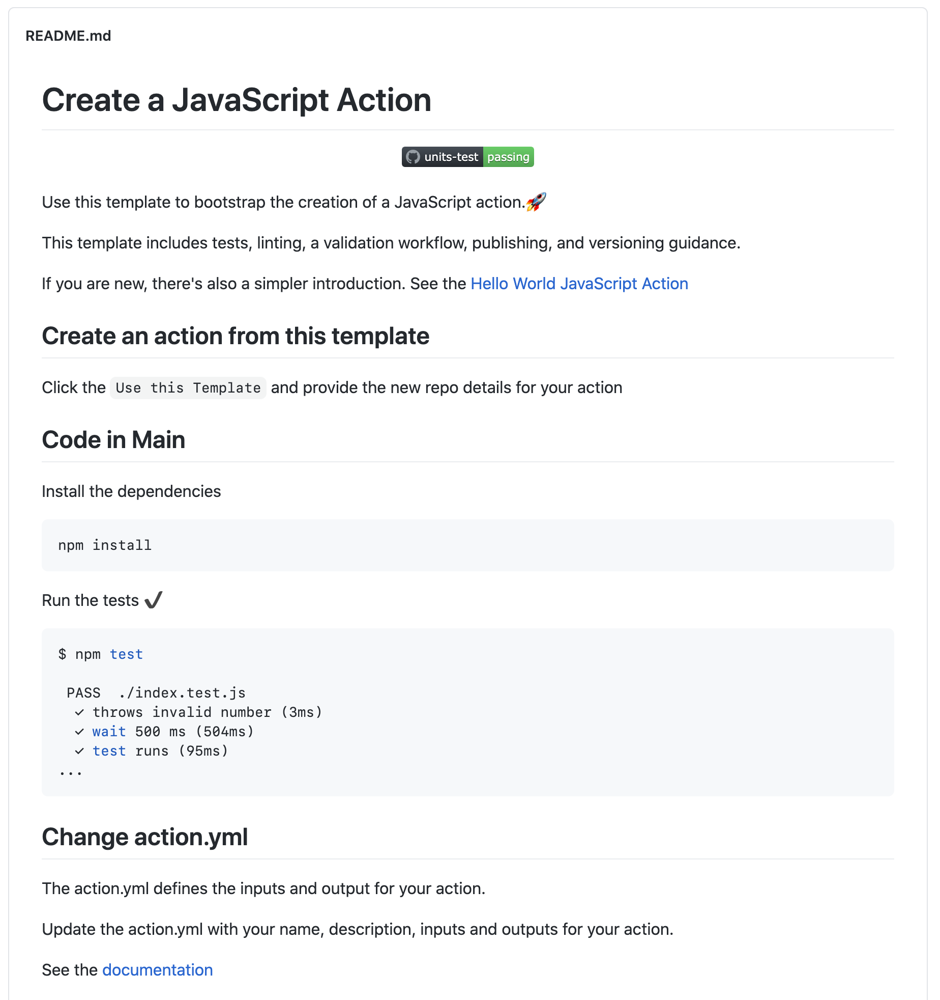 README.md
Create a JavaScript Action
units-test passing
Use this template to bootstrap the creation of a JavaScript action.🚀
This template includes tests, linting, a validation workflow, publishing, and versioning guidance.
If you are new, there's also a simpler introduction. See the Hello World JavaScript Action
Create an action from this template
Click the Use this Template and provide the new repo details for your action
Code in Main
Install the dependencies
npm install
Run the tests ✔️
$ npm test
PASS  ./index.test.js
✓ throws invalid number (3ms)
✓ wait 500 ms (504ms)
✓ test runs (95ms)
...
Change action.yml
The action.yml defines the inputs and output for your action.
Update the action.yml with your name, description, inputs and outputs for your action.
See the documentation